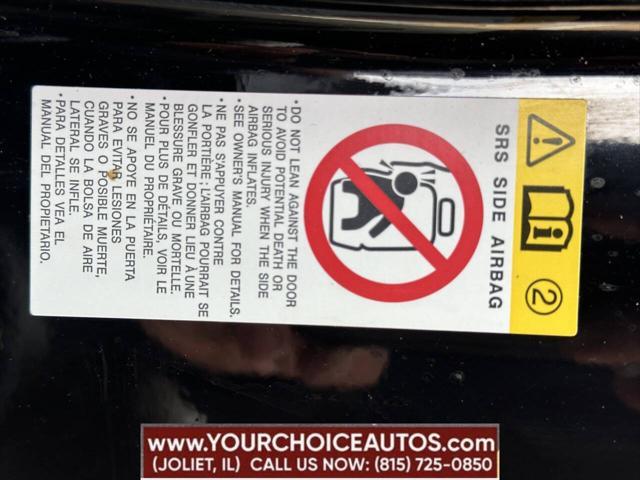 2
SRS SIDE AIRBAG
•DO NOT LEAN AGAINST THE DOOR
TO AVOID POTENTIAL DEATH OR
SERIOUS INJURY WHEN THE SIDE
AIRBAG INFLATES.
•SEE OWNER'S MANUAL FOR DETAILS.
•NE PAS S'APPUYER CONTRE
LA PORTIÈRE : L'AIRBAG POURRAIT SE
GONFLER ET DONNER LIEU À UNE
BLESSURE GRAVE OU MORTELLE.
•POUR PLUS DE DÉTAILS, VOIR LE
MANUEL DU PROPRIÉTAIRE.
•NO SE APOYE EN LA PUERTA
PARA EVITAR LESIONES
GRAVES O POSIBLE MUERTE,
CUANDO LA BOLSA DE AIRE
LATERAL SE INFLE.
•PARA DETALLES VEA EL
MANUAL DEL PROPIETARIO.
www.YOURCHOICEAUTOS.com
(JOLIET, IL) CALL US NOW: (815) 725-0850